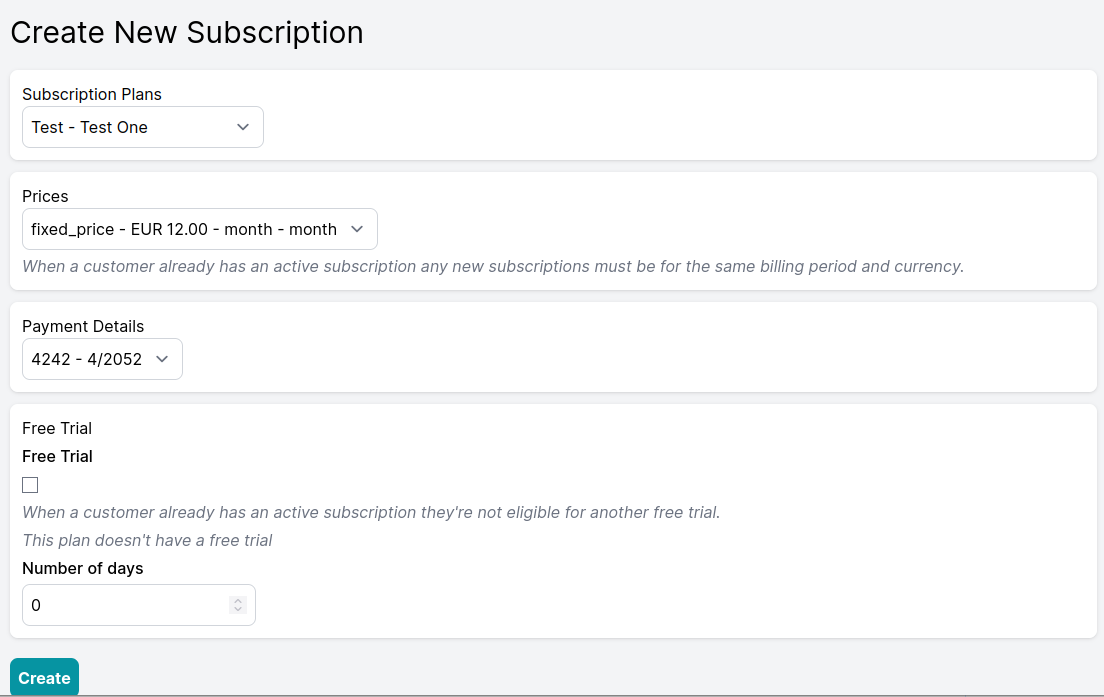 Create New Subscription
Subscription Plans
Test - Test One
Prices
fixed_price - EUR 12.00 - month - month
When a customer already has an active subscription any new subscriptions must be for the same billing period and currency.
Payment Details
4242 - 4/2052
Free Trial
Free Trial
When a customer already has an active subscription they're not eligible for another free trial.
This plan doesn't have a free trial
Number of days
0
Create